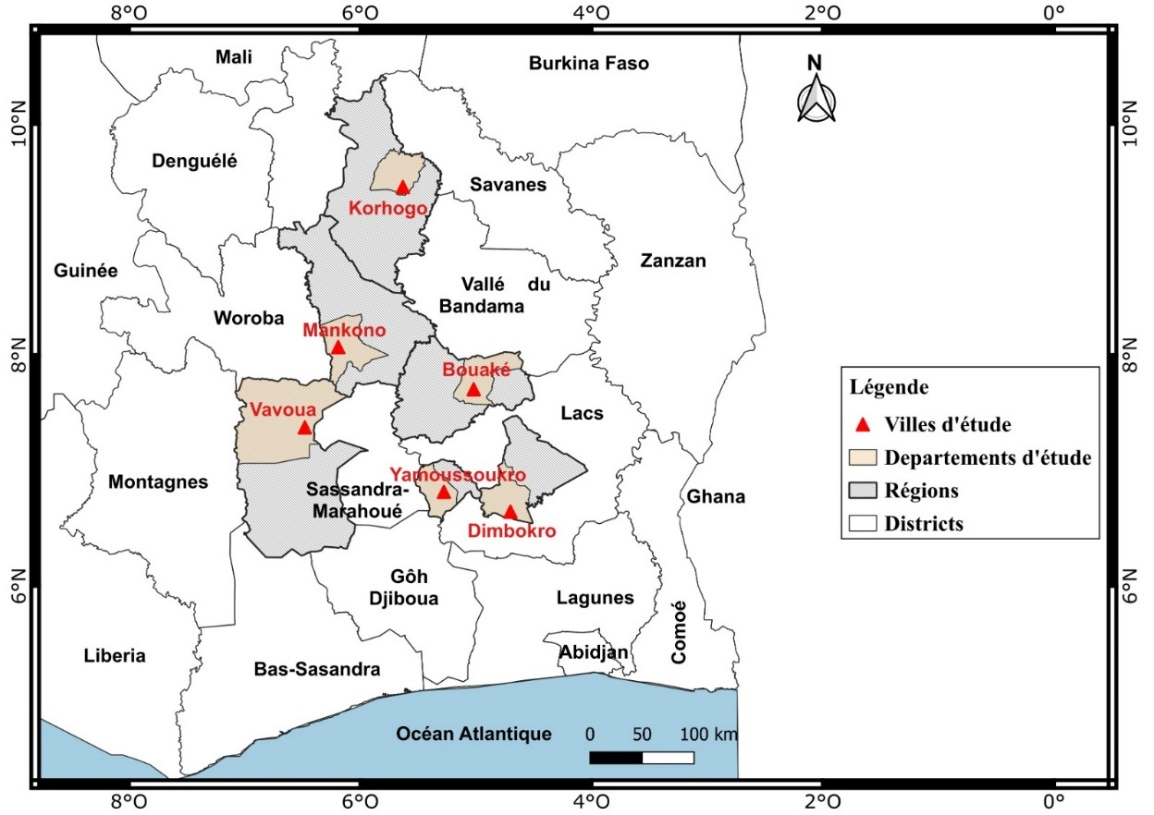 8°O 6°O 4°O 2°O 0°
Mali
Burkina Faso
N
10°N
10°N
Denguélé
Savanes
Korhogo
Guinée
Zanzan
Vallé du
Bandama
Woroba
Mankono
8°N
8°N
Bouaké
Vavoua
Lacs
Légende
Villes d'étude
Departements d'étude
Régions
Districts
Montagnes
Yamoussoukro
Sassandra-
Marahoué
Ghana
Dimbokro
6°N
6°N
Gôh
Djiboua
Lagunes
Comoé
Liberia
Abidjan
Bas-Sasandra
Océan Atlantique
0 50 100 km
8°O 6°O 4°O 2°O 0°